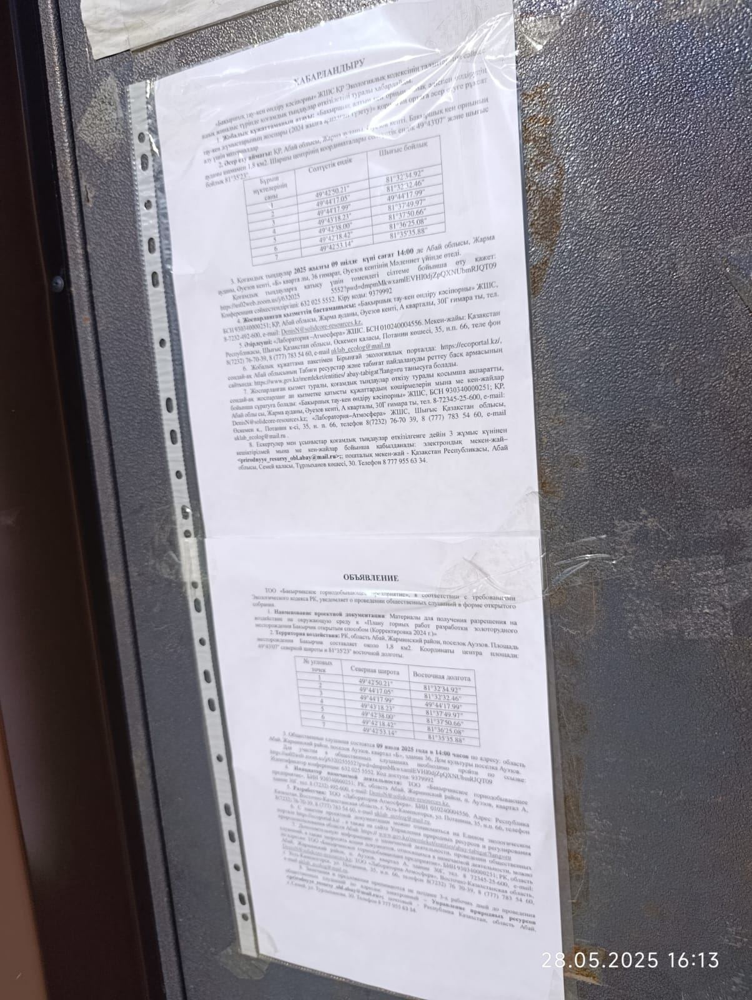 ХАБАРЛАНДЫРУ
«Бакыршық тау-кен өндіру кәсіпорны» ЖШС ҚР Экологиялық кодексінің
түрінде қоғамдық тыңдаулар өткізілетіні туралы хабарлайды.
1. Жобалық құжаттаманың атауы: «Бакыршық алтын кен орнын
тау-кен жұмыстарының жоспары (2024 жылға арналған түзету)» қоршаған ортаға әсер етуге рұқсат
алу үшін материалдар
2. Әсер ету аймағы: ҚР, Абай облысы, Жарма ауданы, кенті. Бақыршық кен орнының
ауданы шамамен 1,8 км2. Шаршы центрінің координаталары солтүстік ендік 49°43'07" және шығыс
бойлық 81°35'23".
Бұрыш нүктелерінің саны Солтүстік ендік Шығыс бойлық
1 49°42'50.21" 81°32'34.92"
2 49°44'17.05" 81°32'32.46"
3 49°44'17.99" 49°44'17.99"
4 49°43'18.23" 81°37'49.97"
5 49°42'38.00" 81°37'50.66"
6 49°42'18.42" 81°36'25.08"
7 49°42'53.14" 81°35'35.88"
3. Қоғамдық тыңдаулар 2025 жылғы 09 шілде күні сағат 14:00 де Абай облысы, Жарма
ауданы, Әуезов кенті, «Б» кварталы, 36 ғимарат, Әуезов кентінің Мәдениет үйінде өтеді.
Қоғамдық тыңдауларға қатысу үшін төмендегі сілтеме бойынша өту қажет:
https://us02web.zoom.us/j/632025 5552?pwd=dmpmMkwxamlEVHl0djZpQXNUbmRJQT09
Конференция сәйкестендіргіші: 632 025 5552. Кіру коды: 9379992
4. Жоспарланған қызметтің бастамашысы: «Бақыршық тау-кен өндіру кәсіпорны» ЖШС,
БСН 930340000251; ҚР, Абай облысы, Жарма ауданы, Әуезов кенті, А кварталы, 30Г ғимара ты, тел.
8-7232-492-600, e-mail: DenisN@solidcore-resources.kz.
5. Әзірлеуші: «Лаборатория–Атмосфера» ЖШС. БСН 010240004556. Мекен-жайы: Қазақстан
Республикасы, Шығыс Қазақстан облысы, Өскемен қаласы, Потанин көшесі, 35, н.п. 66, теле фон
8(7232) 76-70-39, 8 (777) 783 54 60, e-mail uklab_ecolog@mail.ru
6. Жобалық құжаттама пакетімен Бірыңғай экологиялық порталда: https://ecoportal.kz/,
сондай-ақ Абай облысының Табиғи ресурстар және табиғат пайдалануды реттеу басқ армасының
сайтында: https://www.gov.kz/memleket/entities/ abay-tabigat?lang=ru танысуға болады.
7. Жоспарланған қызмет туралы, қоғамдық тыңдаулар өткізу туралы қосымша ақпаратты,
сондай-ақ жоспарланғ ан қызметке қатысты құжаттардың көшірмелерін мына ме кен-жайлар
бойынша сұратуға болады: «Бақыршық тау-кен өндіру кәсіпорны» ЖШС, БСН 930340000251; ҚР,
Абай облы сы, Жарма ауданы, Әуезов кенті, А кварталы, 30Г ғимара ты, тел. 8-72345-25-600, e-mail:
DenisN@solidcore-resources.kz; «Лаборатория–Атмосфера» ЖШС, Шығыс Қазақстан облысы,
Өскемен қ., Потанин к-сі, 35, н. п. 66, телефон 8(7232) 76-70 39, 8 (777) 783 54 60, e-mail
uklab_ecolog@mail.ru .
8. Ескертулер мен ұсыныстар қоғамдық тыңдаулар өткізілгенге дейін 3 жұмыс күнінен
кешіктірілмей мына ме кен-жайлар бойынша қабылданады: электрондық мекен-жай–
<prirodnyye_resursy_obl.abay@mail.ru>;; пошталық мекен-жай - Қазақстан Республикасы, Абай
облысы, Семей қаласы, Тұрлыханов көшесі, 30. Телефон 8 777 955 63 34.
ОБЪЯВЛЕНИЕ
ТОО «Бакырчикское горнодобывающее предприятие», в соответствии с требованиями
Экологического кодекса РК, уведомляет о проведении общественных слушаний в форме открытого
собрания.
1. Наименование проектной документации: Материалы для получения разрешения на
воздействие на окружающую среду к «Плану горных работ разработки золоторудного
месторождения Бакырчик открытым способом (Корректировка 2024 г.)»
2. Территория воздействия: РК, область Абай, Жарминский район, поселок Ауэзов. Площадь
месторождения Бакырчик составляет около 1,8 км2. Координаты центра площади:
49°43'07" северной широты и 81°35'23" восточной долготы.
№ угловых точек Северная широта Восточная долгота
1 49°42'50.21" 81°32'34.92"
2 49°44'17.05" 81°32'32.46"
3 49°44'17.99" 49°44'17.99"
4 49°43'18.23" 81°37'49.97"
5 49°42'38.00" 81°37'50.66"
6 49°42'18.42" 81°36'25.08"
7 49°42'53.14" 81°35'35.88"
3. Общественные слушания состоятся 09 июля 2025 года в 14:00 часов по адресу: область
Абай, Жарминский район, поселок Ауэзов, квартал «Б», здание 36, Дом культуры поселка Ауэзов.
Для участия в общественных слушаниях необходимо пройти по ссылке:
http://us02web.zoom.us/j/6320255552?pwd=dmpmMkwxamlEVHl0djZpQXNUbmRJQT09
Идентификатор конференции: 632 025 5552. Код доступа: 9379992
4. Инициатор намечаемой деятельности: ТОО «Бакырчикское горнодобывающее
предприятие», БИН 930340000251; РК, область Абай, Жарминский район, п. Ауэзов, квартал А,
здание 30Г, тел. 8 (7232) 492-600, e-mail: DenisN@solidcore-resources.kz.
5. Разработчик: ТОО «Лаборатория-Атмосфера». БИН 010240004556. Адрес: Республика
Казахстан, Восточно-Казахстанская область, г. Усть-Каменогорск, ул. Потанина, 35, н.п. 66, телефон
8(7232) 76-70-39, 8 (777) 783 54 60, e-mail uklab_ecolog@mail.ru.
6. С пакетом проектной документации можно ознакомиться на Едином экологическом
портале http://ecoportal.kz/ , а также на сайте Управления природных ресурсов и регулирования
природопользования области Абай https:// www.gov.kz/memleket/entities/abay-tabigat?lang=ru
7. Дополнительную информацию о намечаемой деятельности, проведении общественных
слушаний, а также запросить копии документов, относящихся к намечаемой деятельности, можно
по адресу: ТОО «Бакырчикское горнодобывающее предприятие», БИН 930340000251; РК, область
Абай, Жарминский район, п. Ауэзов, квартал А, здание 30Г, тел. 8 72345-25-600, e-mail:
DenisN@solidcore-resources.kz; ТОО «Лаборатория-Атмосфера», Восточно-Казахстанская область,
г. Усть-Каменогорск, ул. Потанина, 35, н.п. 66, телефон 8(7232) 76 70-39, 8 (777) 783 54 60,
e-mail uklab_ecolog@mail.ru.
8. Замечания и предложения принимаются не позднее 3-х рабочих дней до проведения
общественных слушаний по адресам: электронный – Управление природных ресурсов
<prirodnyye_resursy_obl.abay@mail.ru>; почтовый - Республика Казахстан, область Абай,
г. Семей, ул. 30. Телефон 8 777 955 63 34.
28.05.2025 16:13